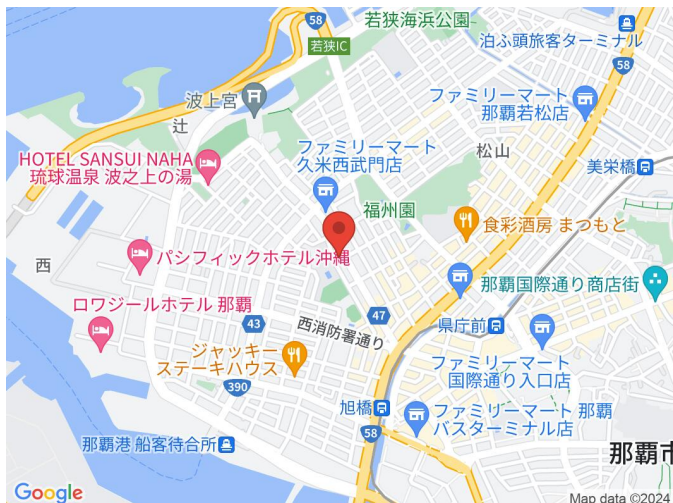 58
若狭海浜公園
泊ふ頭旅客ターミナル
若狭IC
58
波上宮
ファミリーマート
那覇若松店
辻
ファミリーマート
久米西武門店
松山
HOTEL SANSUI NAHA
琉球温泉 波之上の湯
美栄橋
福州園
食彩酒房 まつもと
西
パシフィックホテル沖縄
那覇国際通り商店街
ロワジールホテル 那覇
43
47
県庁前
西消防署通り
ジャッキー
ステーキハウス
ファミリーマート
国際通り入口店
390
旭橋
ファミリーマート 那覇
バスターミナル店
58
那覇港 船客待合所
那覇市
Google
Map data ©2024